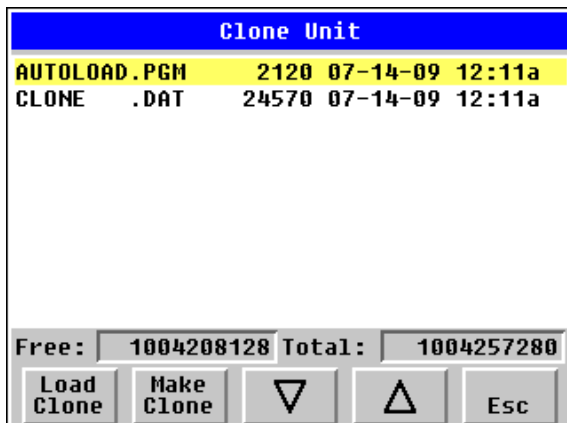 Clone Unit
AUTOLOAD.PGM 2120 07-14-09 12:11a
CLONE .DAT 24570 07-14-09 12:11a
Free: 1004208128 Total: 1004257280
Load Clone Make Clone Esc